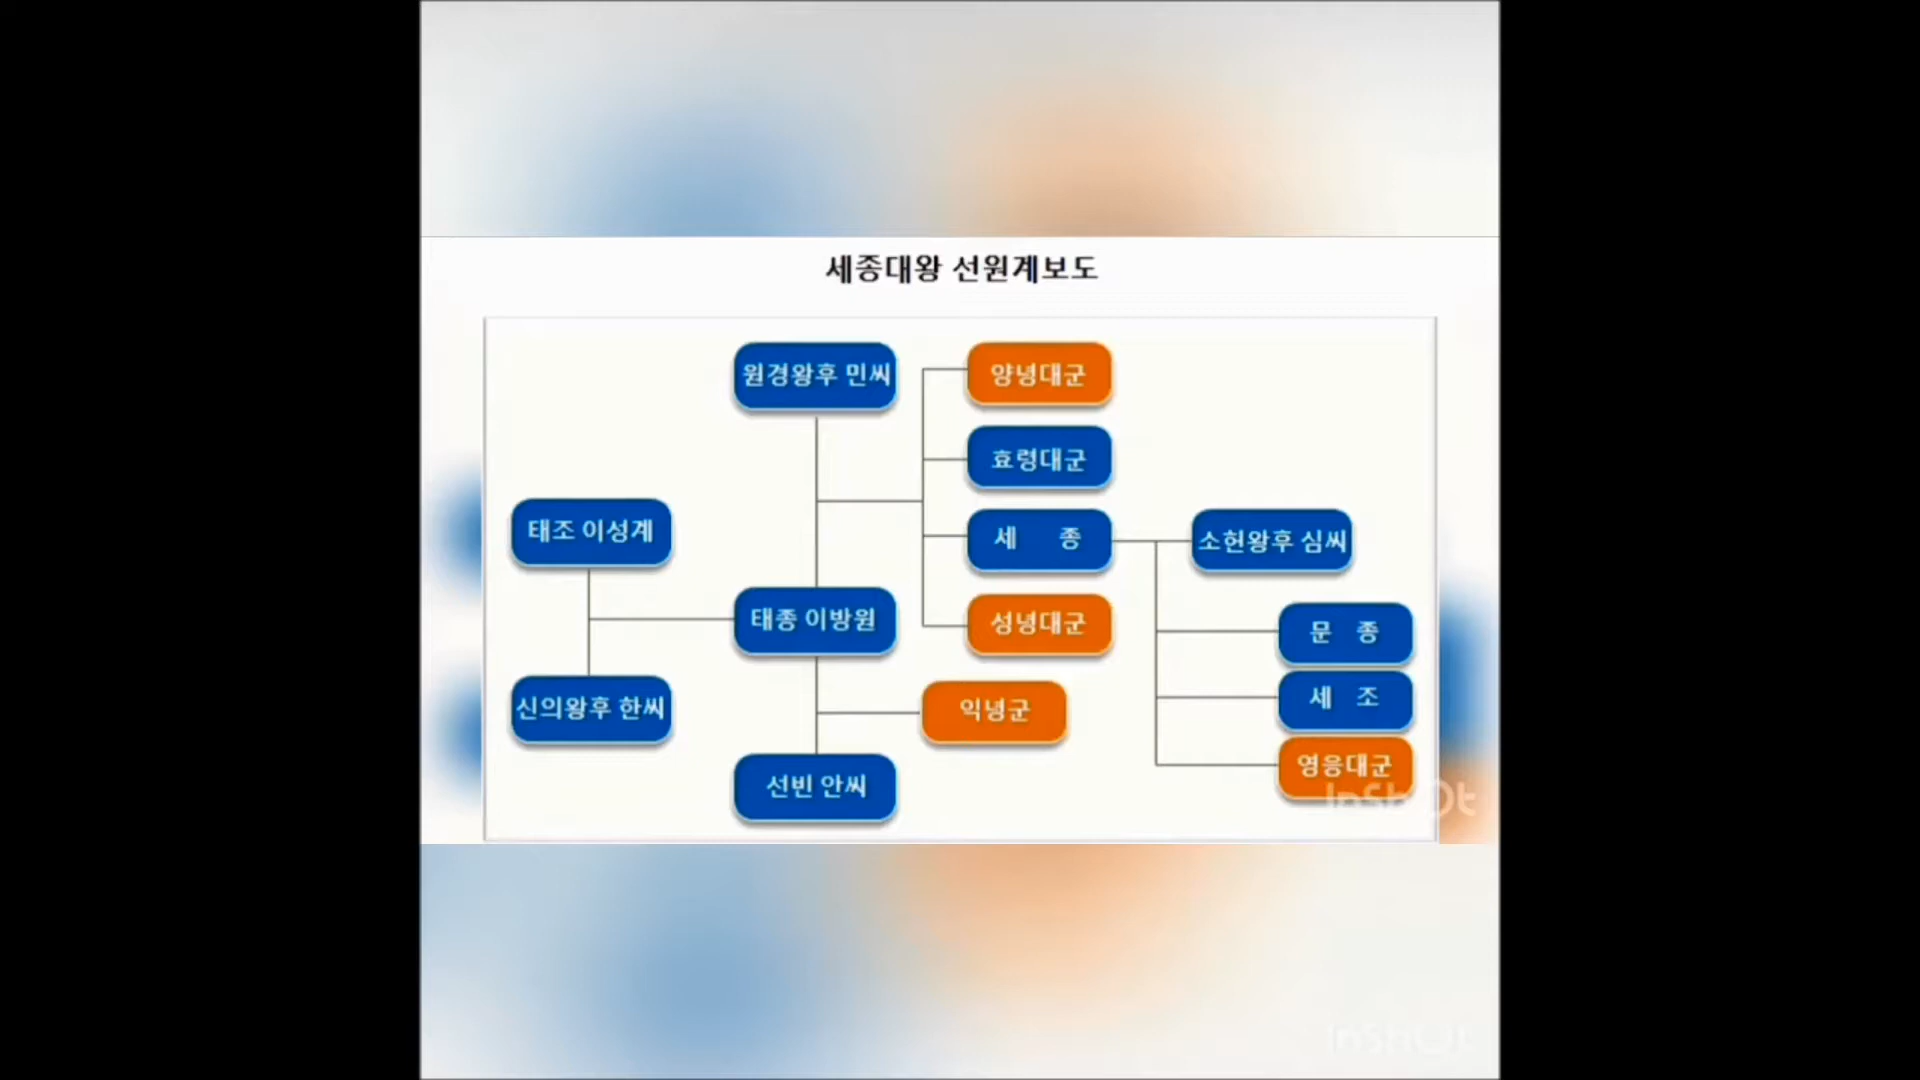 세종대왕 선원계보도
원경왕후 민씨
양녕대군
효령대군
태조 이성계
세 종
소헌왕후 심씨
태종 이방원
성녕대군
문 종
신의왕후 한씨
익녕군
세 조
선빈 안씨
영응대군
InShOt
InShOt